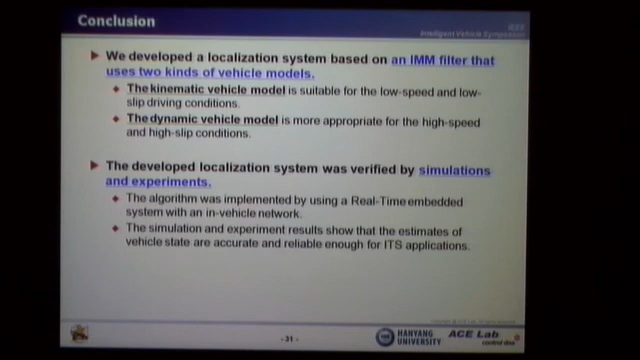 Conclusion
IEEE
Intelligent Vehicle Symposium
We developed a localization system based on an IMM filter that
uses two kinds of vehicle models.
The kinematic vehicle model is suitable for the low-speed and low-
slip driving conditions.
The dynamic vehicle model is more appropriate for the high-speed
and high-slip conditions.
The developed localization system was verified by simulations
and experiments.
The algorithm was implemented by using a Real-Time embedded
system with an in-vehicle network.
The simulation and experiment results show that the estimates of
vehicle state are accurate and reliable enough for ITS applications.
- 31 -
HANYANG
UNIVERSITY
ACE Lab